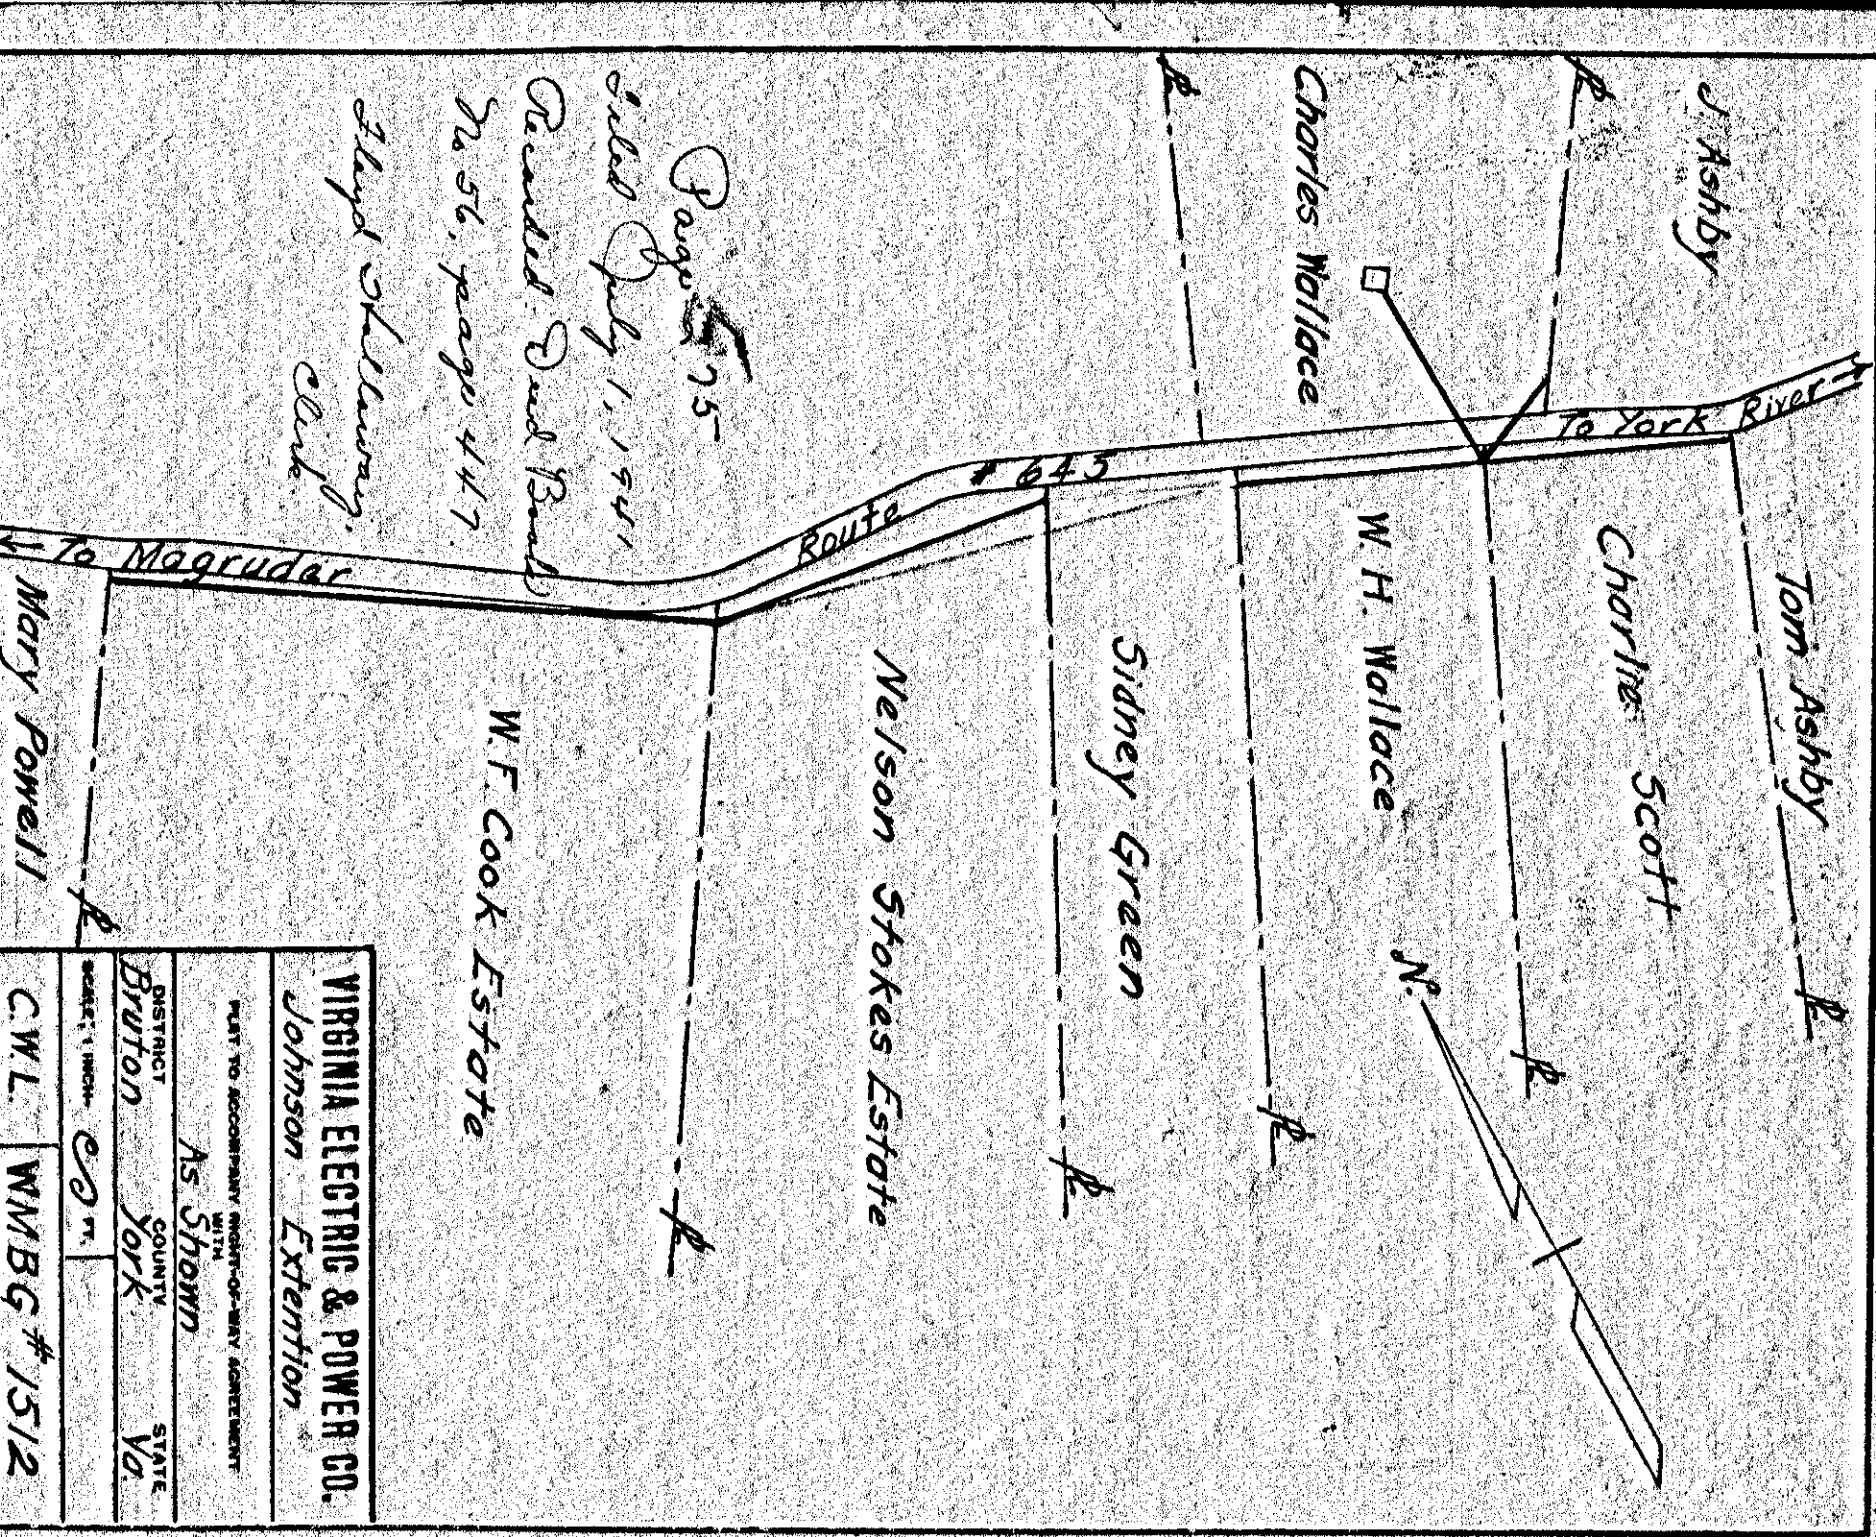 J. Ashby
Charles Wallace
Page 575
Filed July 1, 1941,
Recorded Deed Book
No 56, page 447
Floyd Holloway,
Clerk.
To York River
Route # 643
To Magruder
Tom Ashby
Charlie Scott
W. H. Wallace
Sidney Green
Nelson Stokes Estate
W. F. Cook Estate
Mary Powell
N.
VIRGINIA ELECTRIC & POWER CO.
Johnson Extention
PLAT TO ACCOMPANY RIGHT-OF-WAY AGREEMENT
WITH
As Shown
DISTRICT COUNTY STATE
Bruton York Va.
SCALE, 1 INCH= FT.
C.W.L. WMBG # 1512